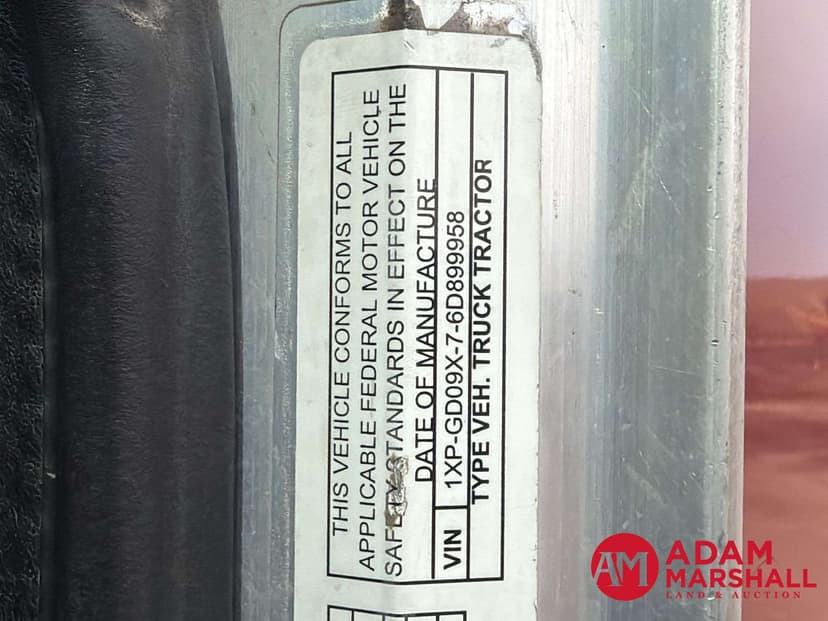 THIS VEHICLE CONFORMS TO ALL
APPLICABLE FEDERAL MOTOR VEHICLE
SAFETY STANDARDS IN EFFECT ON THE
DATE OF MANUFACTURE
VIN 1XP-GD09X-7-6D899958
TYPE VEH. TRUCK TRACTOR
AM ADAM
MARSHALL
LAND & AUCTION